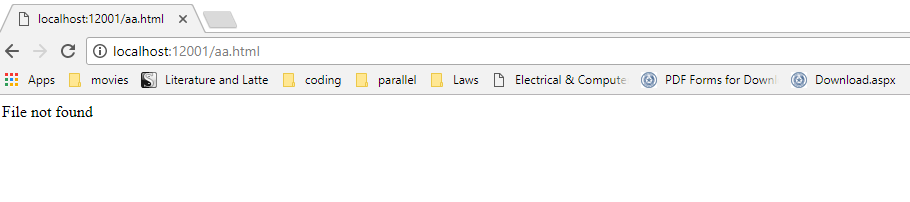 localhost:12001/aa.html
localhost:12001/aa.html
Apps movies Literature and Latte coding parallel Laws Electrical & Compute PDF Forms for Downl Download.aspx
File not found